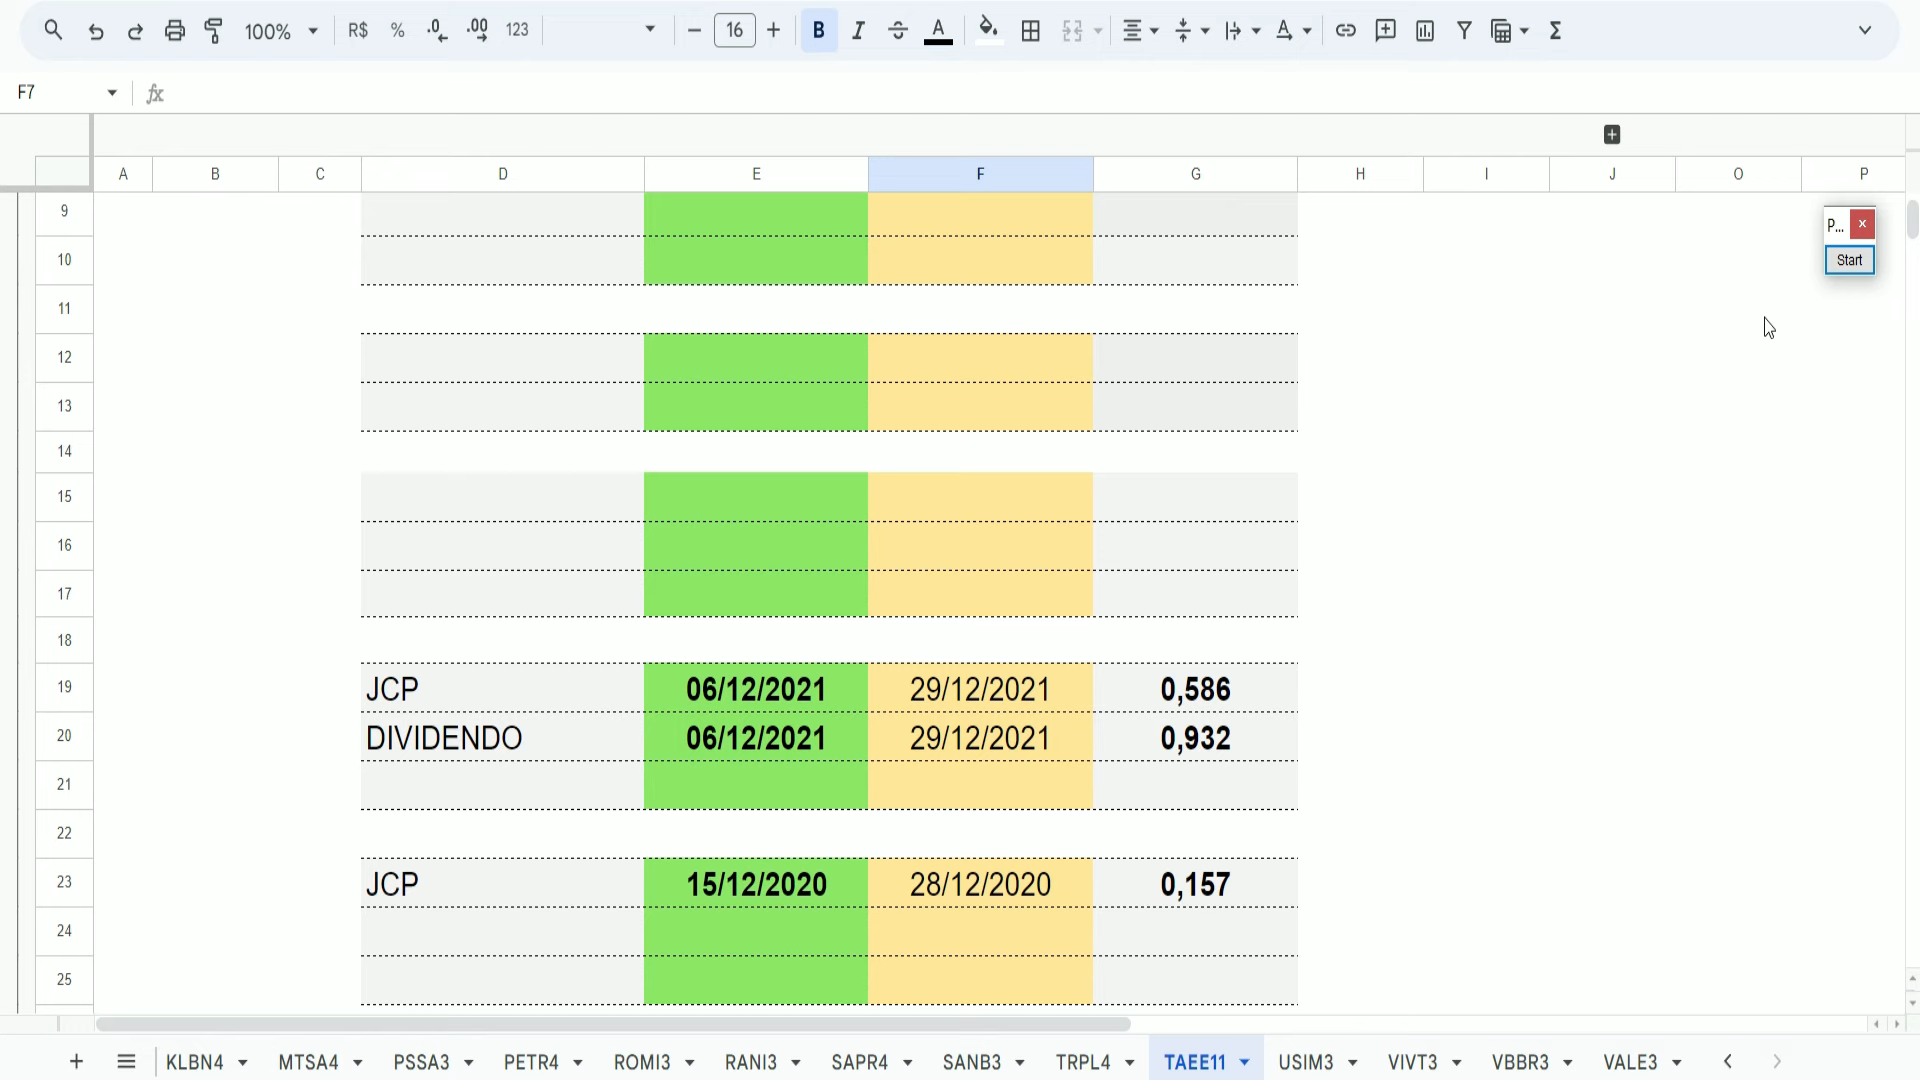 100% R$ % .0 .00 123 16 B I S A A Σ
F7 fx
A B C D E F G H I J O P
9
P... x
10
Start
11
12
13
14
15
16
17
18
19 JCP 06/12/2021 29/12/2021 0,586
20 DIVIDENDO 06/12/2021 29/12/2021 0,932
21
22
23 JCP 15/12/2020 28/12/2020 0,157
24
25
+ KLBN4 MTSA4 PSSA3 PETR4 ROMI3 RANI3 SAPR4 SANB3 TRPL4 TAEE11 USIM3 VIVT3 VBBR3 VALE3